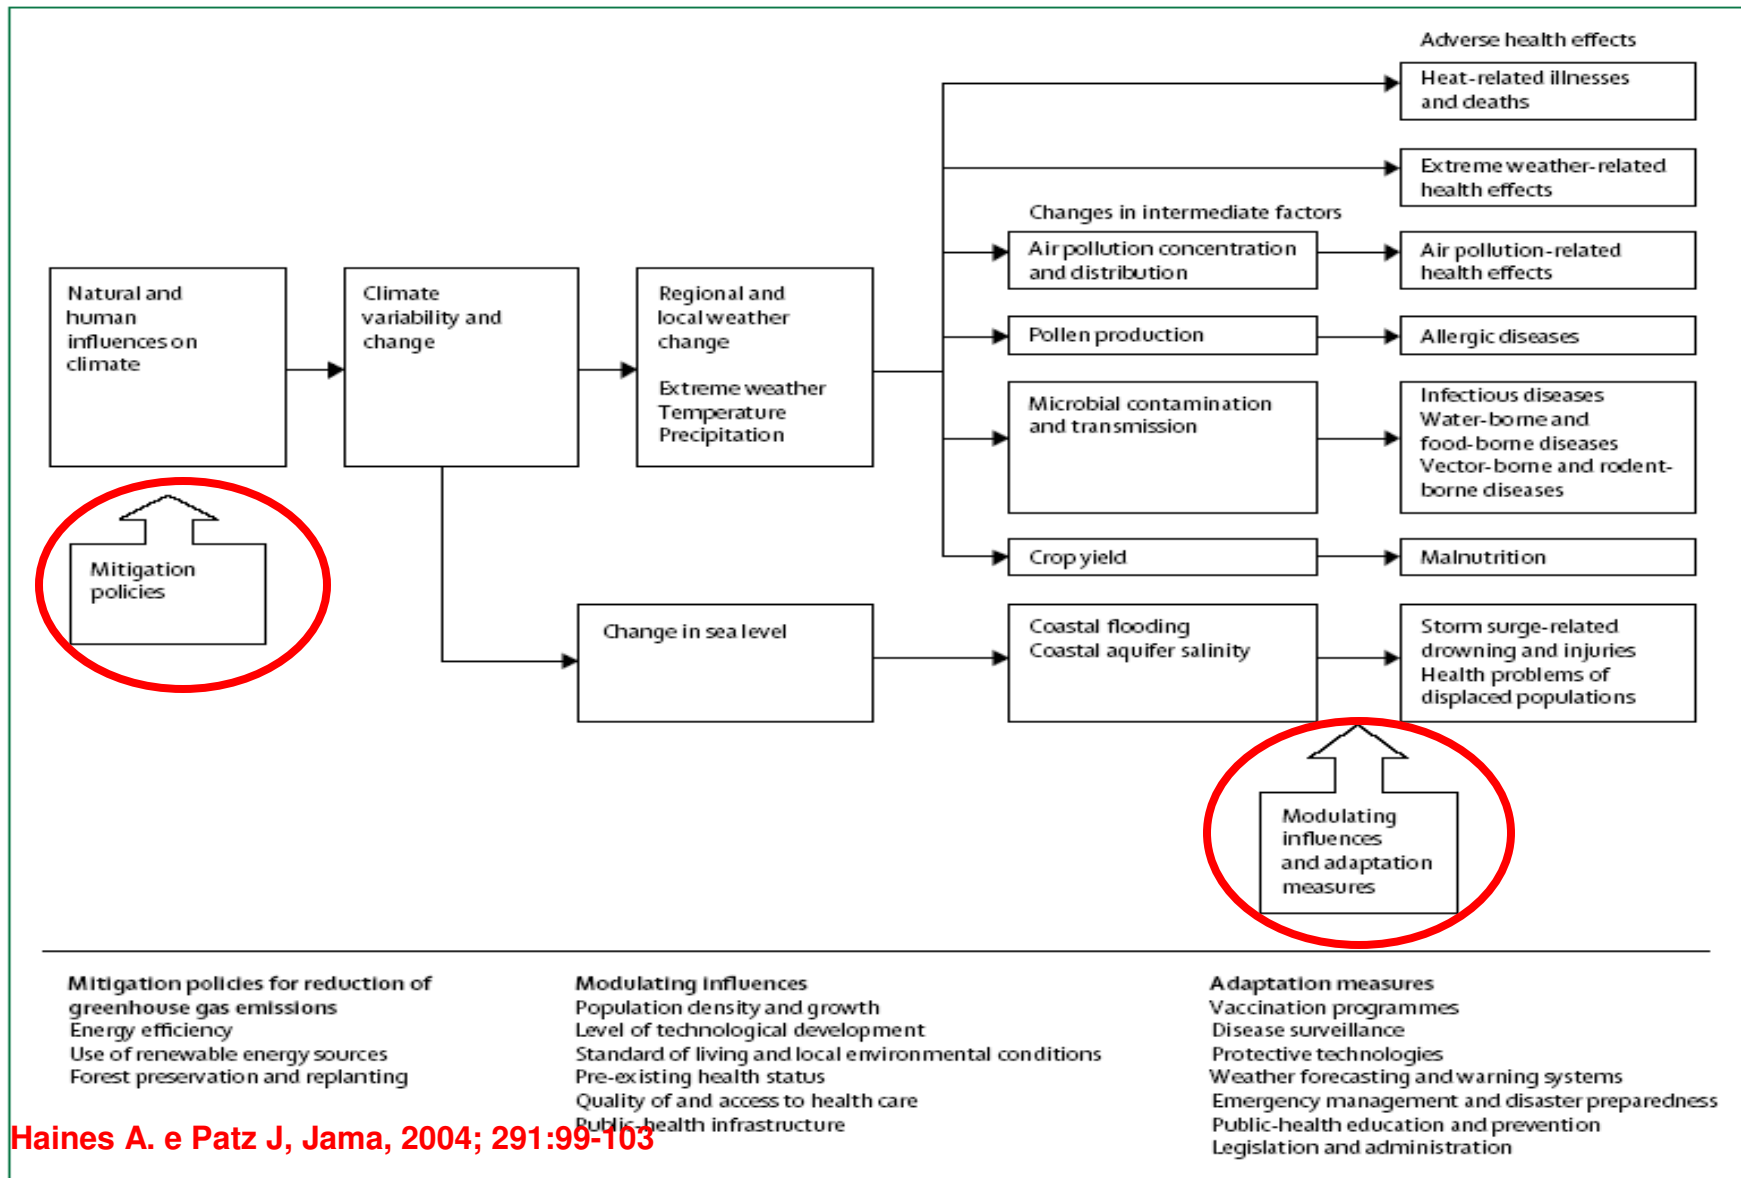 Adverse health effects
Heat-related illnesses
and deaths
Extreme weather-related
health effects
Changes in intermediate factors
Air pollution concentration
and distribution
Air pollution-related
health effects
Natural and
human
influences on
climate
Climate
variability and
change
Regional and
local weather
change
Extreme weather
Temperature
Precipitation
Pollen production
Allergic diseases
Microbial contamination
and transmission
Infectious diseases
Water-borne and
food-borne diseases
Vector-borne and rodent-
borne diseases
Crop yield
Malnutrition
Mitigation
policies
Change in sea level
Coastal flooding
Coastal aquifer salinity
Storm surge-related
drowning and injuries
Health problems of
displaced populations
Modulating
influences
and adaptation
measures
Mitigation policies for reduction of
greenhouse gas emissions
Energy efficiency
Use of renewable energy sources
Forest preservation and replanting
Modulating influences
Population density and growth
Level of technological development
Standard of living and local environmental conditions
Pre-existing health status
Quality of and access to health care
Public-health infrastructure
Adaptation measures
Vaccination programmes
Disease surveillance
Protective technologies
Weather forecasting and warning systems
Emergency management and disaster preparedness
Public-health education and prevention
Legislation and administration
Haines A. e Patz J, Jama, 2004; 291:99-103